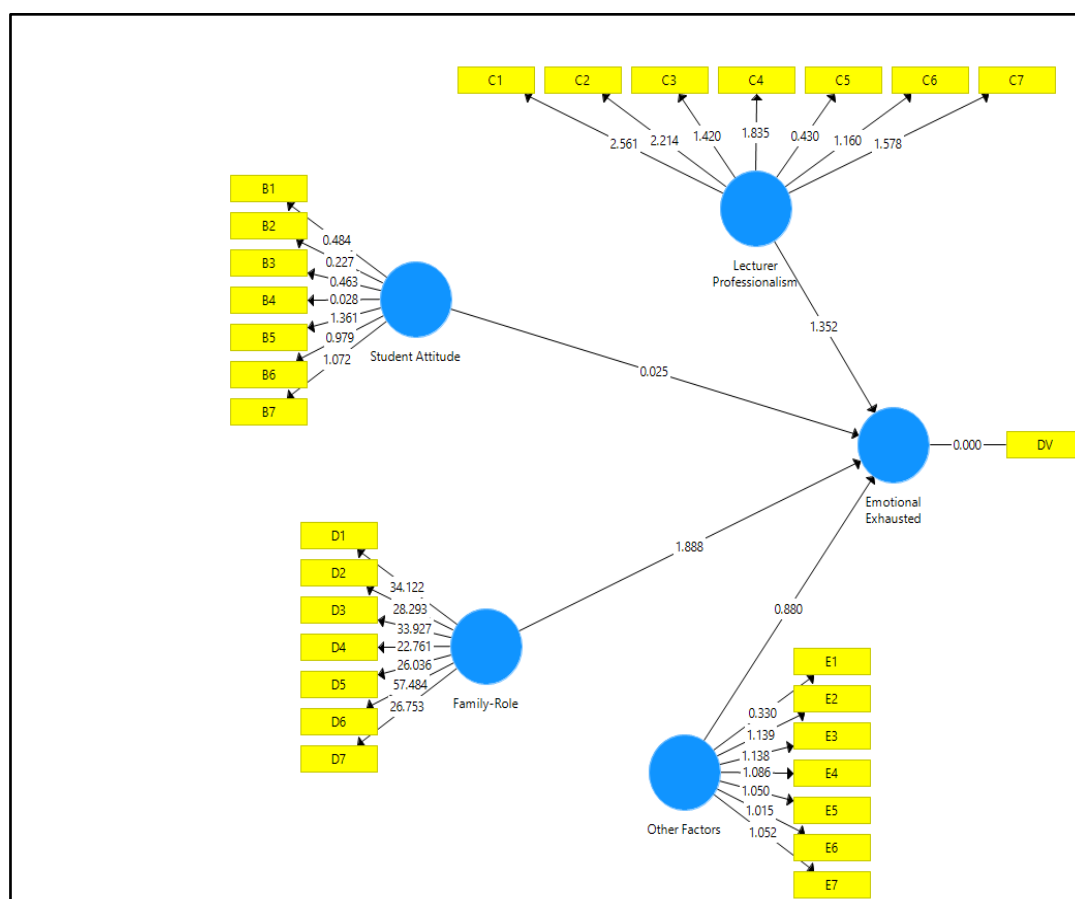 C1 C2 C3 C4 C5 C6 C7
2.561 2.214 1.420 1.835 0.430 1.160 1.578
Lecturer
Professionalism
1.352
B1
B2
B3
B4
B5
B6
B7
0.484
0.227
0.463
0.028
1.361
0.979
1.072
Student Attitude
0.025
Emotional
Exhausted
0.000
DV
D1
D2
D3
D4
D5
D6
D7
34.122
28.293
33.927
22.761
26.036
57.484
26.753
Family-Role
1.888
0.880
E1
E2
E3
E4
E5
E6
E7
0.330
1.139
1.138
1.086
1.050
1.015
1.052
Other Factors